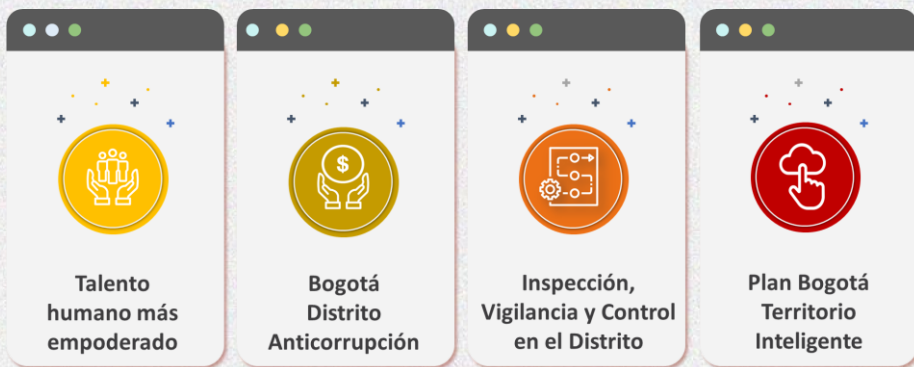 Talento
humano más
empoderado
$
Bogotá
Distrito
Anticorrupción
Inspección,
Vigilancia y Control
en el Distrito
Plan Bogotá
Territorio
Inteligente